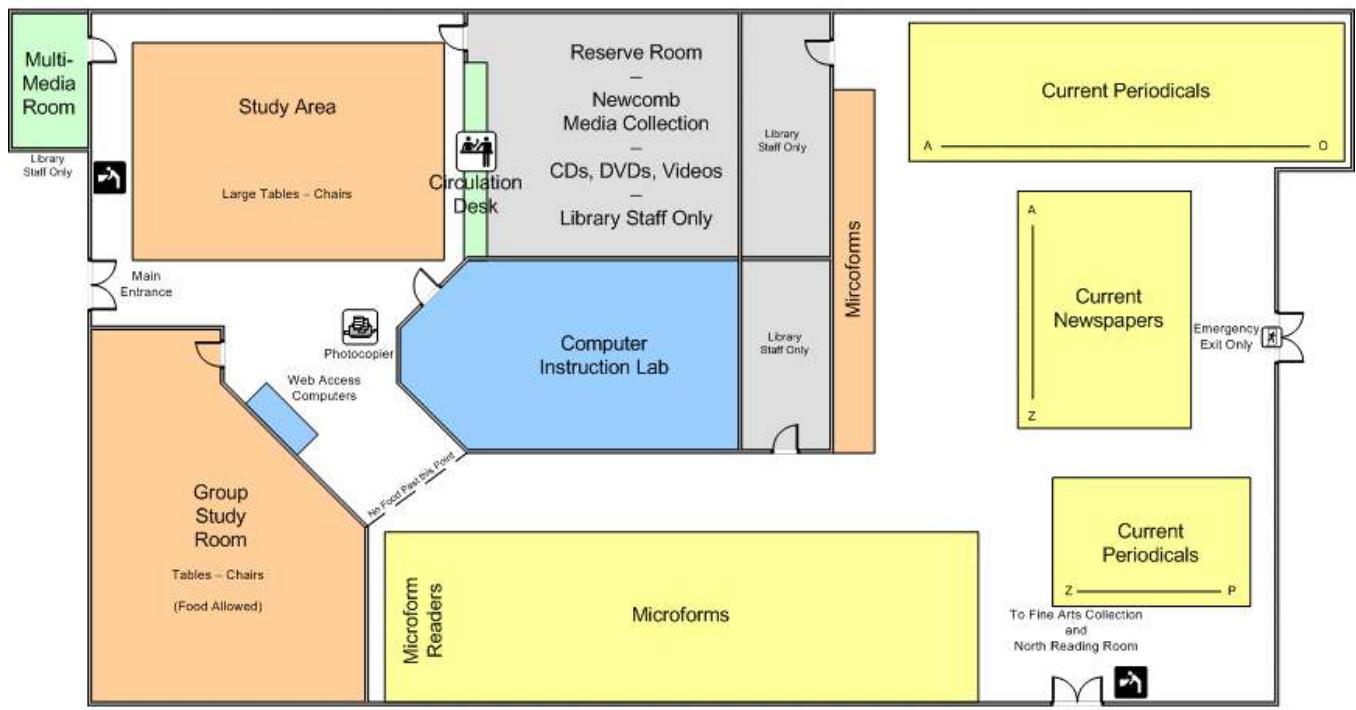 Multi-
Media
Room
Library
Staff Only
Study Area
Large Tables – Chairs
Circulation
Desk
Reserve Room
–
Newcomb
Media Collection
–
CDs, DVDs, Videos
–
Library Staff Only
Library
Staff Only
Mircoforms
Current Periodicals
A
O
A
Current
Newspapers
Z
Emergency
Exit Only
Main
Entrance
Photocopier
Web Access
Computers
Computer
Instruction Lab
Library
Staff Only
No Food Past this Point
Group
Study
Room
Tables – Chairs
(Food Allowed)
Microform
Readers
Microforms
Current
Periodicals
Z
P
To Fine Arts Collection
and
North Reading Room